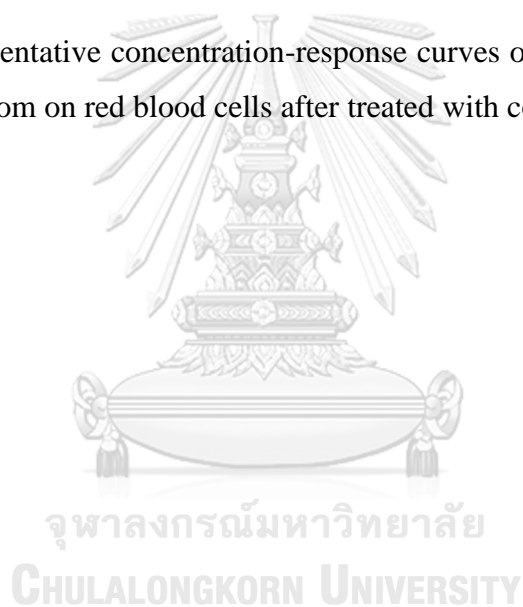 entative concentration-response curves o
om on red blood cells after treated with c
จุฬาลงกรณ์มหาวิทยาลัย
CHULALONGKORN UNIVERSITY